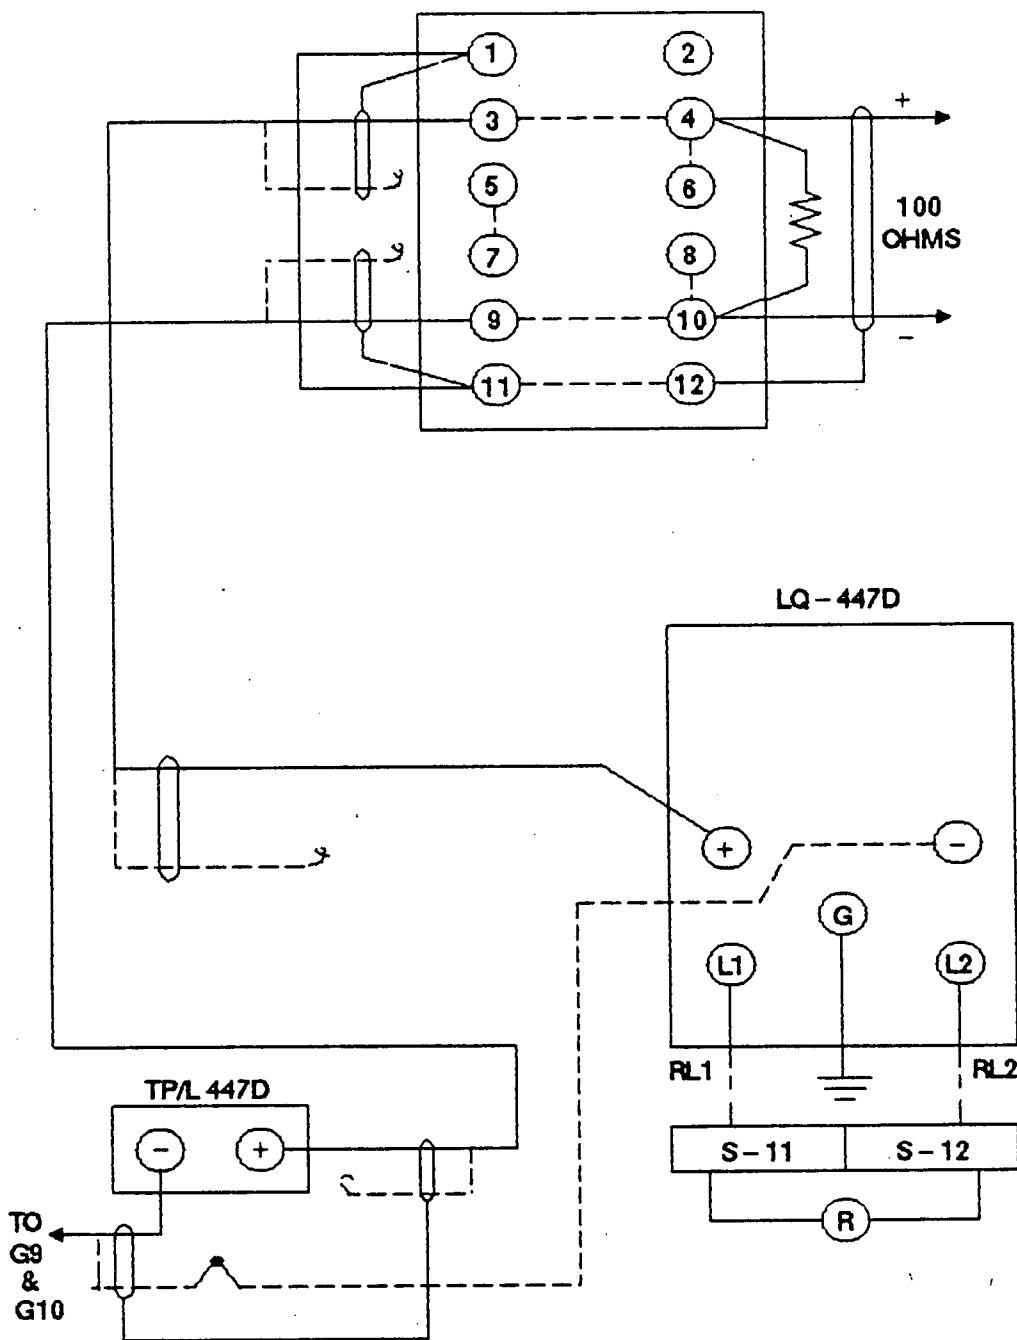 1 2
3 4 +
5 6
100
OHMS
7 8
9 10 -
11 12
LQ - 447D
+ -
G
L1 L2
RL1 RL2
TP/L 447D
- +
S - 11 S - 12
R
TO
G9
&
G10